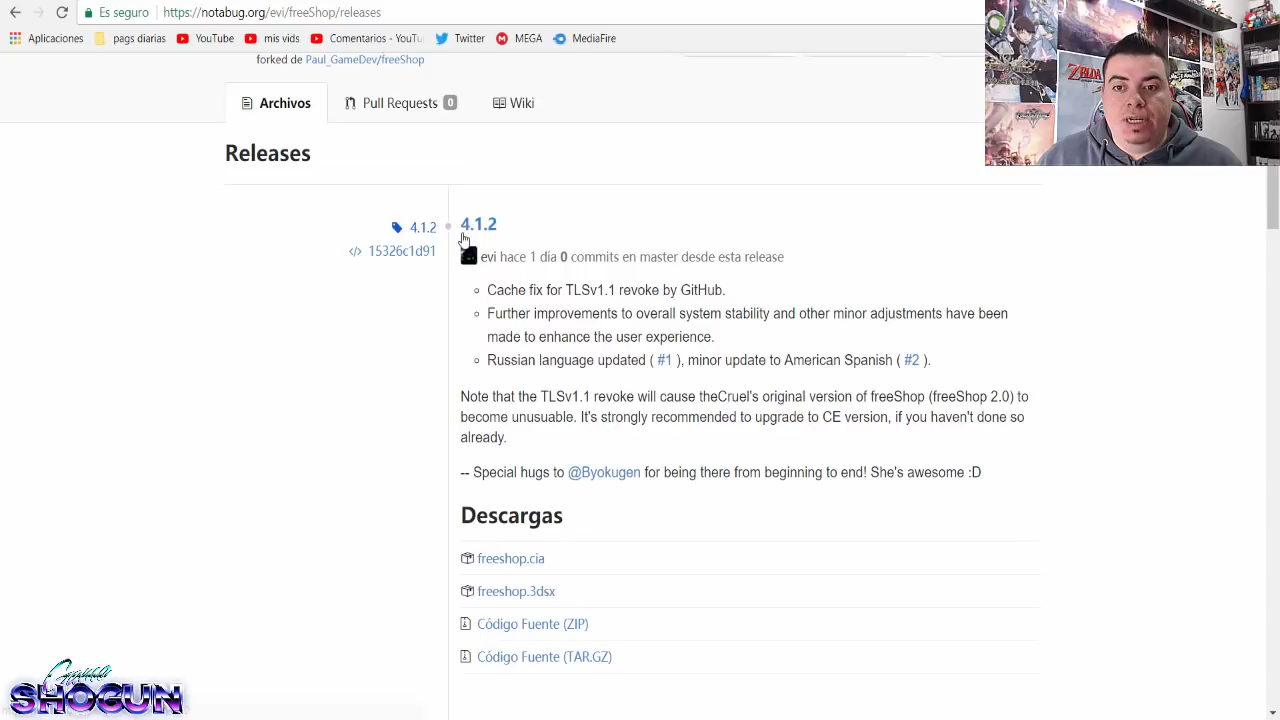 Es seguro https://notabug.org/evi/freeShop/releases
Aplicaciones pags diarias YouTube mis vids Comentarios - YouTu Twitter MEGA MediaFire
forked de Paul_GameDev/freeShop
Archivos Pull Requests 0 Wiki
Releases
4.1.2
15326c1d91
4.1.2
evi hace 1 día 0 commits en master desde esta release
Cache fix for TLSv1.1 revoke by GitHub.
Further improvements to overall system stability and other minor adjustments have been
made to enhance the user experience.
Russian language updated ( #1 ), minor update to American Spanish ( #2 ).
Note that the TLSv1.1 revoke will cause theCruel's original version of freeShop (freeShop 2.0) to
become unusuable. It's strongly recommended to upgrade to CE version, if you haven't done so
already.
-- Special hugs to @Byokugen for being there from beginning to end! She's awesome :D
Descargas
freeshop.cia
freeshop.3dsx
Código Fuente (ZIP)
Código Fuente (TAR.GZ)
ZELDA
SHOGUN